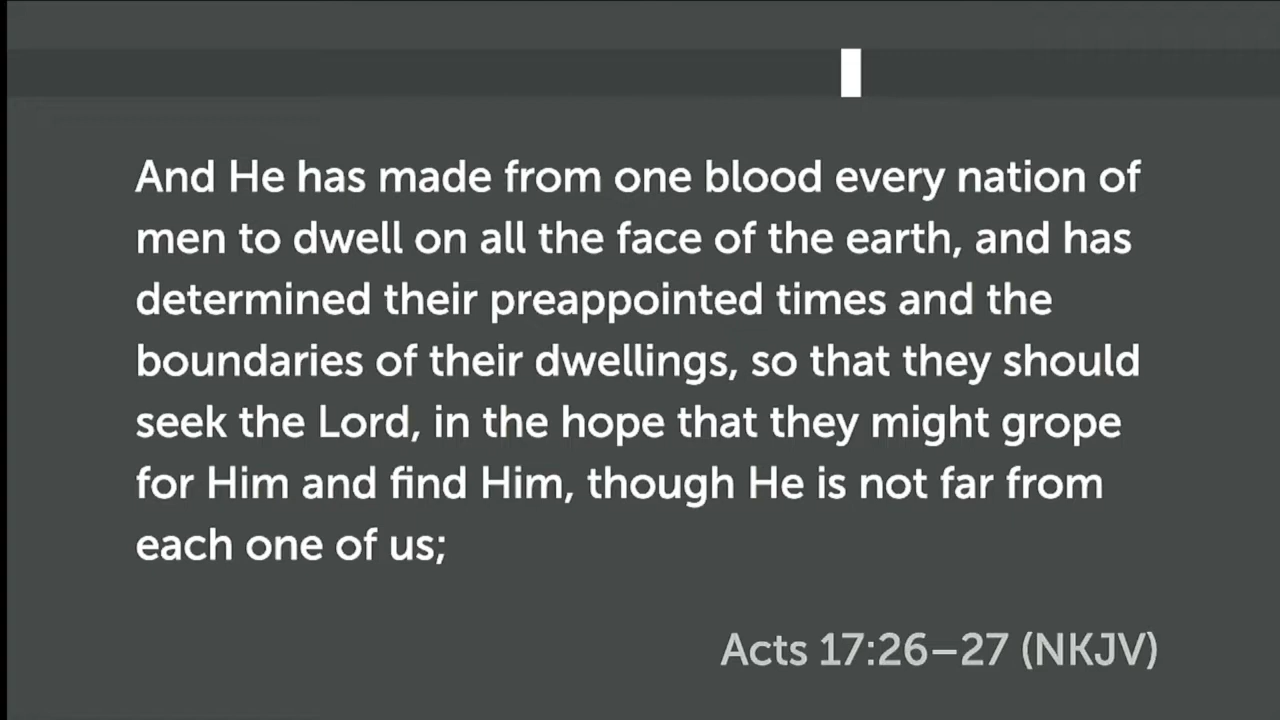 And He has made from one blood every nation of
men to dwell on all the face of the earth, and has
determined their preappointed times and the
boundaries of their dwellings, so that they should
seek the Lord, in the hope that they might grope
for Him and find Him, though He is not far from
each one of us;
Acts 17:26–27 (NKJV)